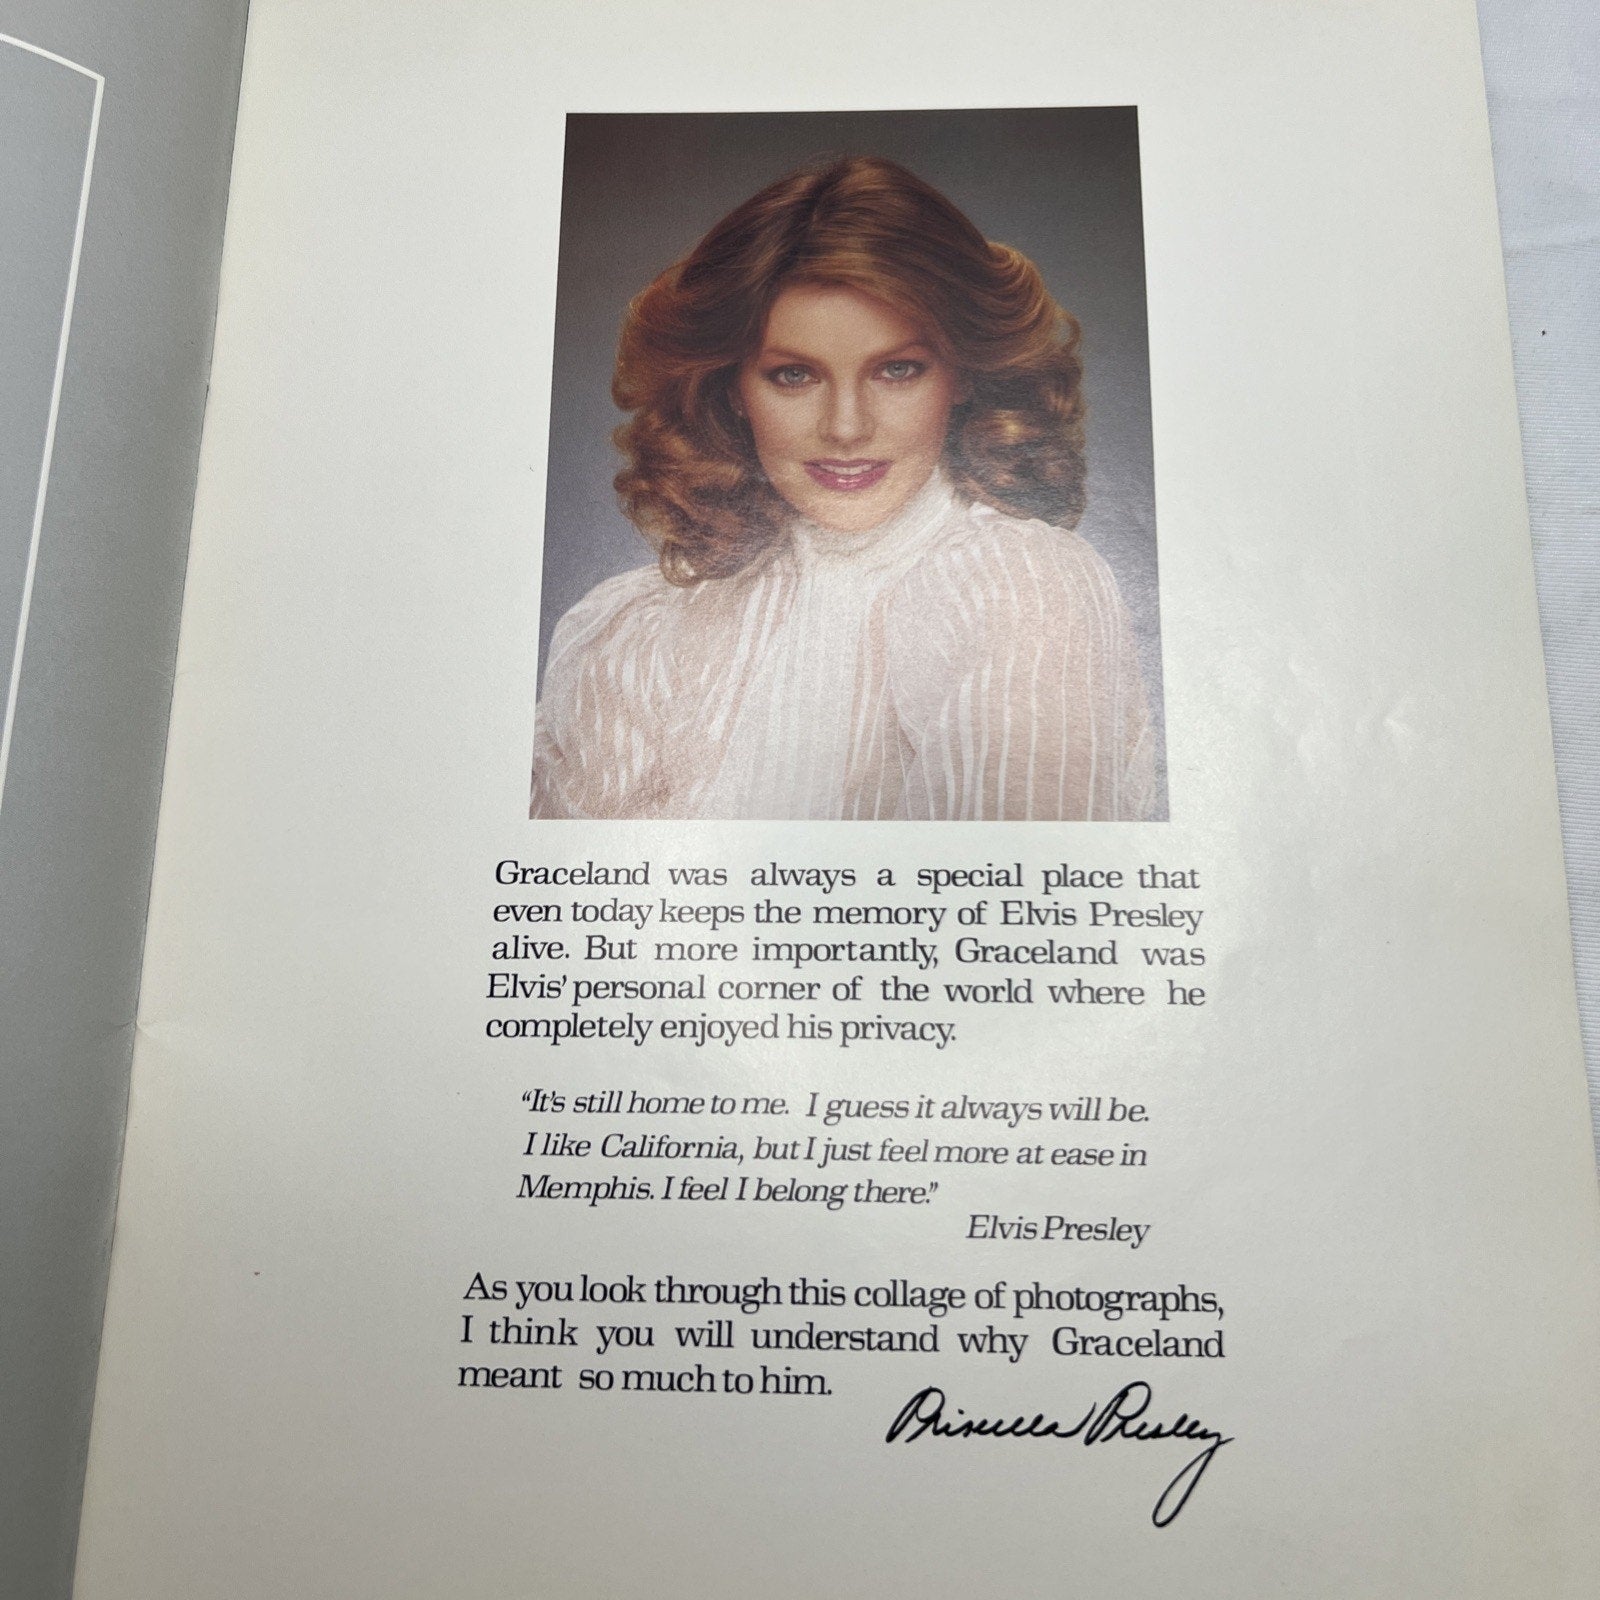 Graceland was always a special place that
even today keeps the memory of Elvis Presley
alive. But more importantly, Graceland was
Elvis' personal corner of the world where he
completely enjoyed his privacy.
"It's still home to me. I guess it always will be.
I like California, but I just feel more at ease in
Memphis. I feel I belong there."
Elvis Presley
As you look through this collage of photographs,
I think you will understand why Graceland
meant so much to him.
Priscilla Presley